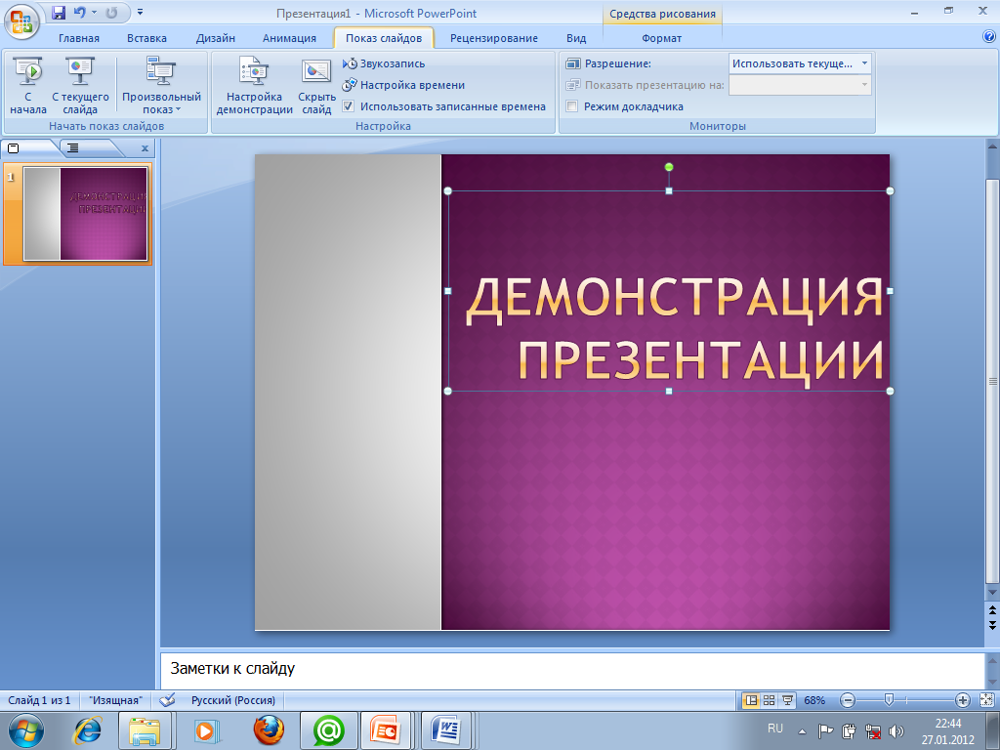 Презентация1 - Microsoft PowerPoint
Средства рисования
Главная Вставка Дизайн Анимация Показ слайдов Рецензирование Вид Формат
С начала
С текущего слайда
Произвольный показ
Начать показ слайдов
Настройка демонстрации
Скрыть слайд
Звукозапись
Настройка времени
Использовать записанные времена
Настройка
Разрешение: Использовать текуще...
Показать презентацию на:
Режим докладчика
Мониторы
1
ДЕМОНСТРАЦИЯ
ПРЕЗЕНТАЦИИ
ДЕМОНСТРАЦИЯ
ПРЕЗЕНТАЦИИ
Заметки к слайду
Слайд 1 из 1 "Изящная" Русский (Россия) 68%
RU
22:44
27.01.2012